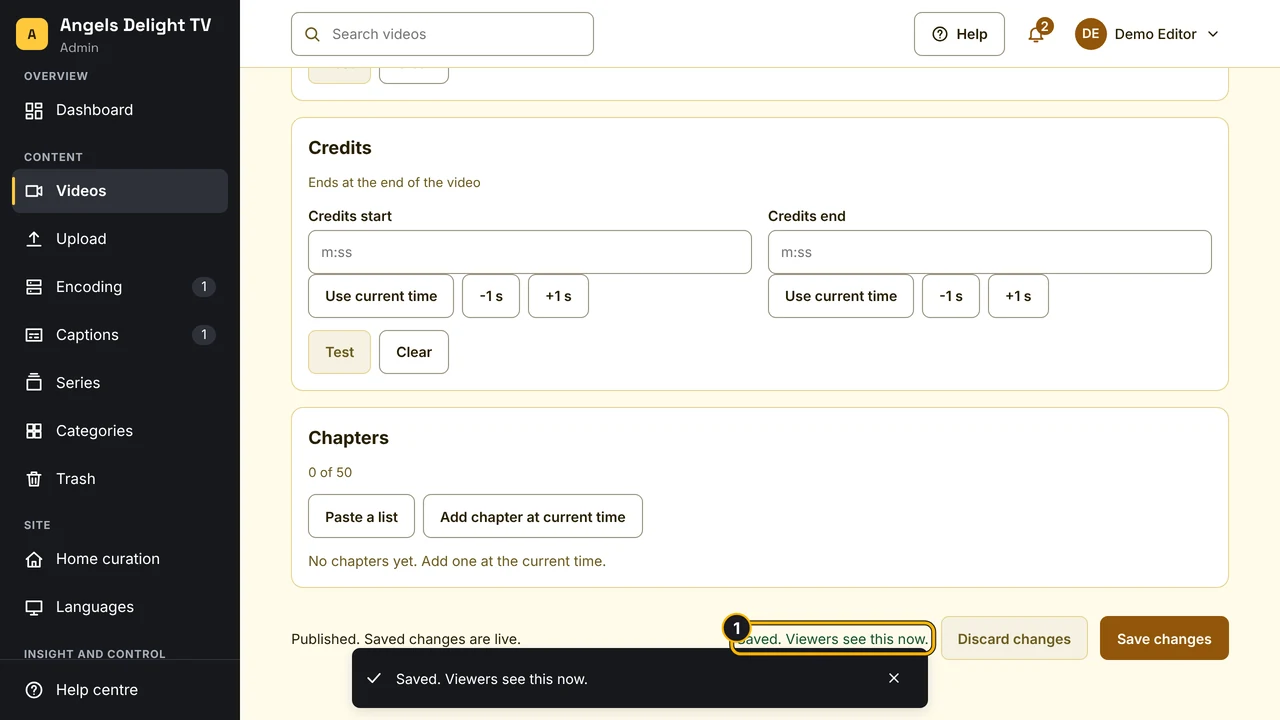 A
Angels Delight TV
Admin
OVERVIEW
Dashboard
CONTENT
Videos
Upload
Encoding 1
Captions 1
Series
Categories
Trash
SITE
Home curation
Languages
INSIGHT AND CONTROL
Help centre
Search videos
Help
2
DE
Demo Editor
Credits
Ends at the end of the video
Credits start
m:ss
Use current time
-1 s
+1 s
Credits end
m:ss
Use current time
-1 s
+1 s
Test
Clear
Chapters
0 of 50
Paste a list
Add chapter at current time
No chapters yet. Add one at the current time.
Published. Saved changes are live.
1
Saved. Viewers see this now.
Discard changes
Save changes
Saved. Viewers see this now.